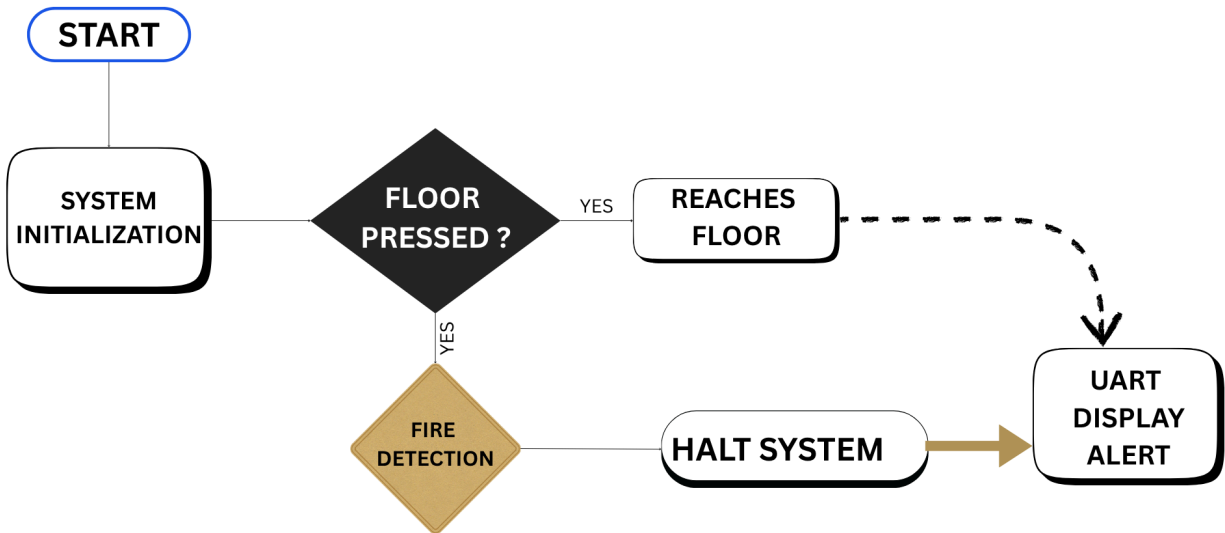 START
SYSTEM
INITIALIZATION
FLOOR
PRESSED ?
YES
REACHES
FLOOR
YES
FIRE
DETECTION
HALT SYSTEM
UART
DISPLAY
ALERT